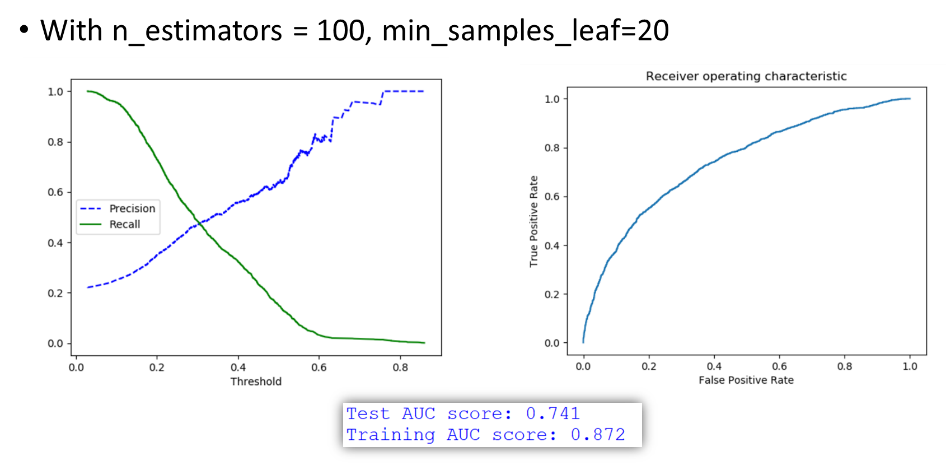 • With n_estimators = 100, min_samples_leaf=20
1.0
0.8
0.6
0.4
0.2
0.0
Precision
Recall
0.0 0.2 0.4 0.6 0.8
Threshold
Receiver operating characteristic
True Positive Rate
1.0
0.8
0.6
0.4
0.2
0.0
0.0 0.2 0.4 0.6 0.8 1.0
False Positive Rate
Test AUC score: 0.741
Training AUC score: 0.872